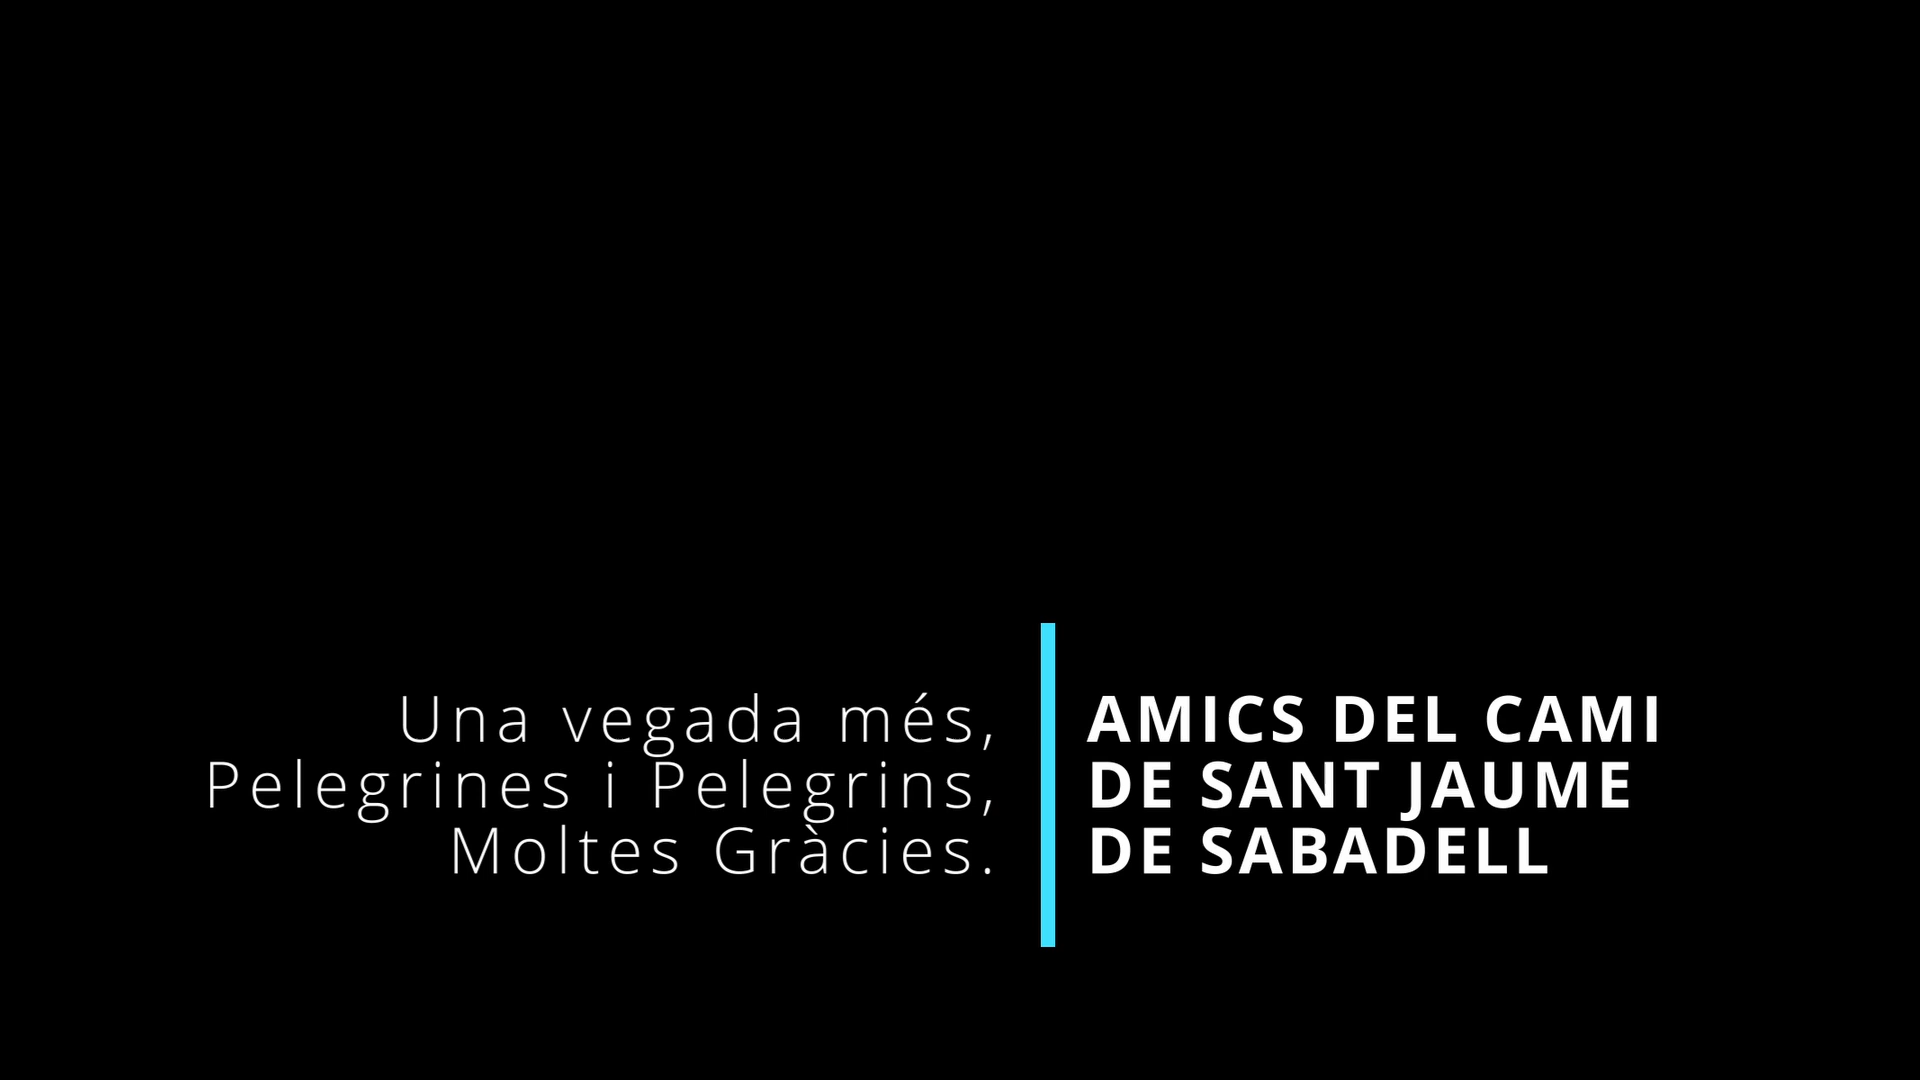 Una vegada més,
Pelegrines i Pelegrins,
Moltes Gràcies.
AMICS DEL CAMI
DE SANT JAUME
DE SABADELL